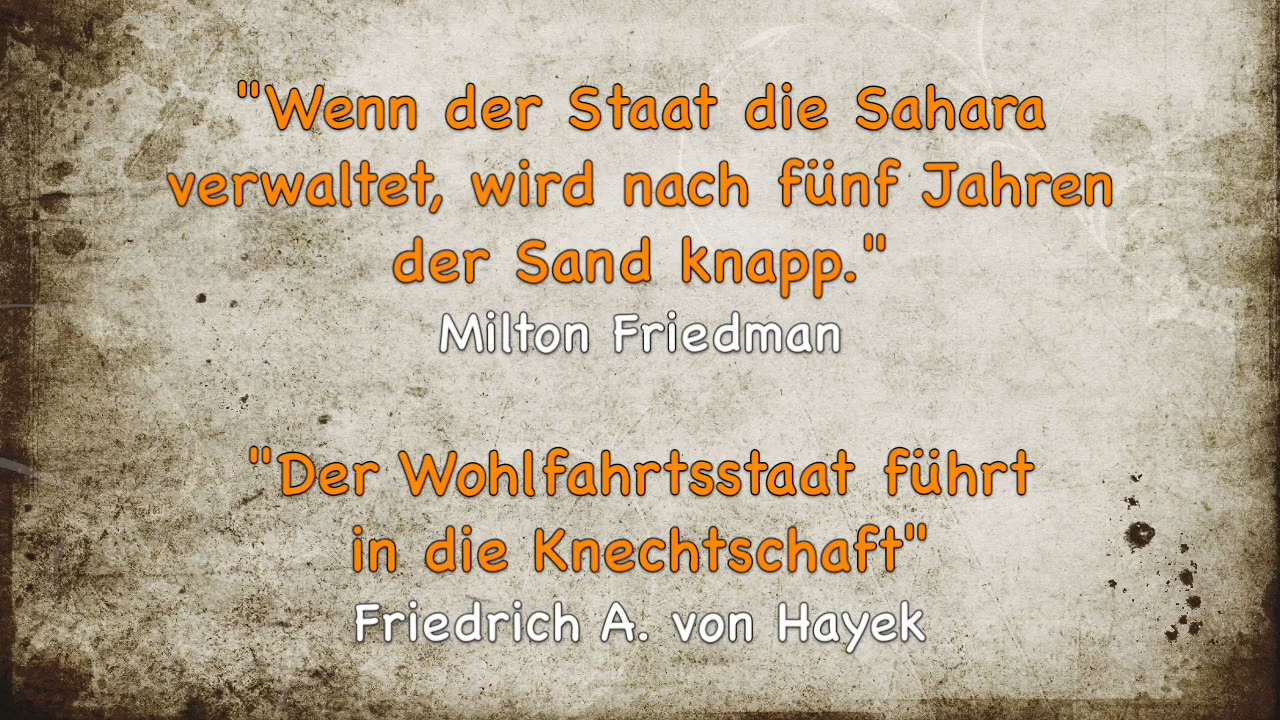 "Wenn der Staat die Sahara
verwaltet, wird nach fünf Jahren
der Sand knapp."
Milton Friedman
"Der Wohlfahrtsstaat führt
in die Knechtschaft"
Friedrich A. von Hayek